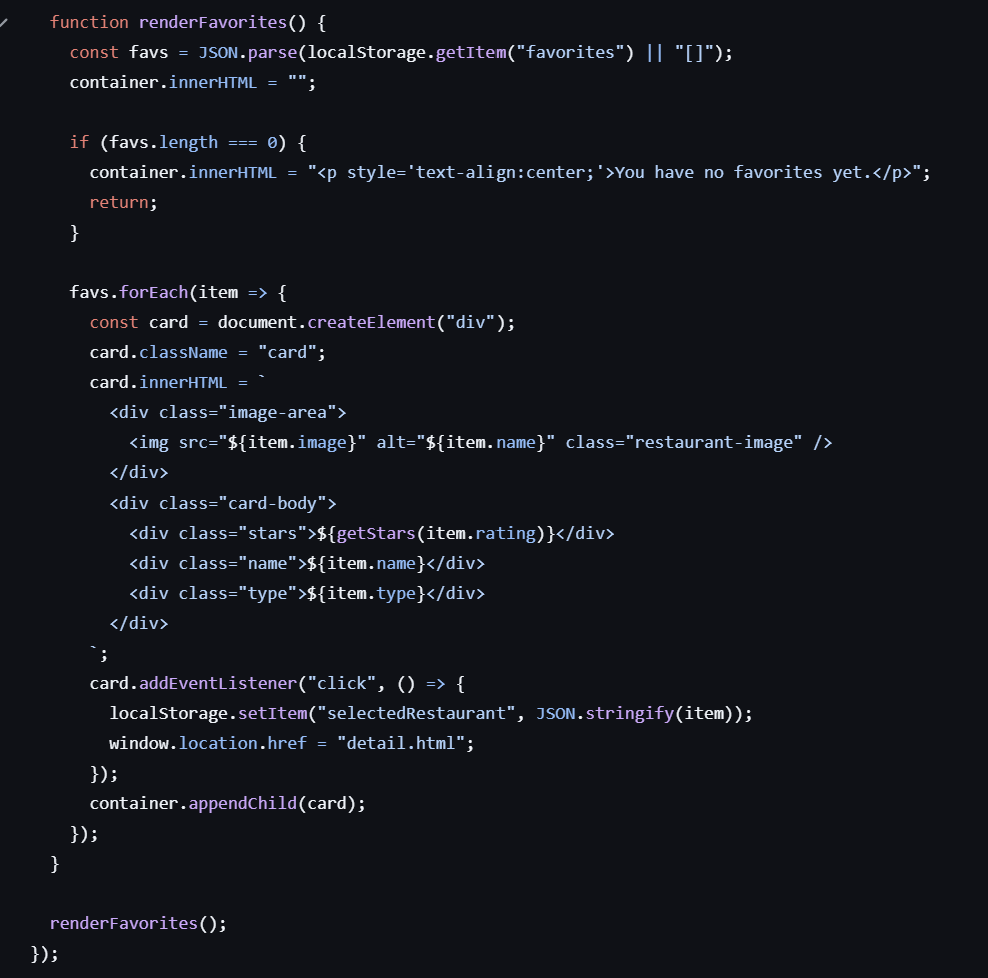 function renderFavorites() {
const favs = JSON.parse(localStorage.getItem("favorites") || "[]");
container.innerHTML = "";
if (favs.length === 0) {
container.innerHTML = "<p style='text-align:center;'>You have no favorites yet.</p>";
return;
}
favs.forEach(item => {
const card = document.createElement("div");
card.className = "card";
card.innerHTML = `
<div class="image-area">
<img src="${item.image}" alt="${item.name}" class="restaurant-image" />
</div>
<div class="card-body">
<div class="stars">${getStars(item.rating)}</div>
<div class="name">${item.name}</div>
<div class="type">${item.type}</div>
</div>
`;
card.addEventListener("click", () => {
localStorage.setItem("selectedRestaurant", JSON.stringify(item));
window.location.href = "detail.html";
});
container.appendChild(card);
});
}
renderFavorites();
});